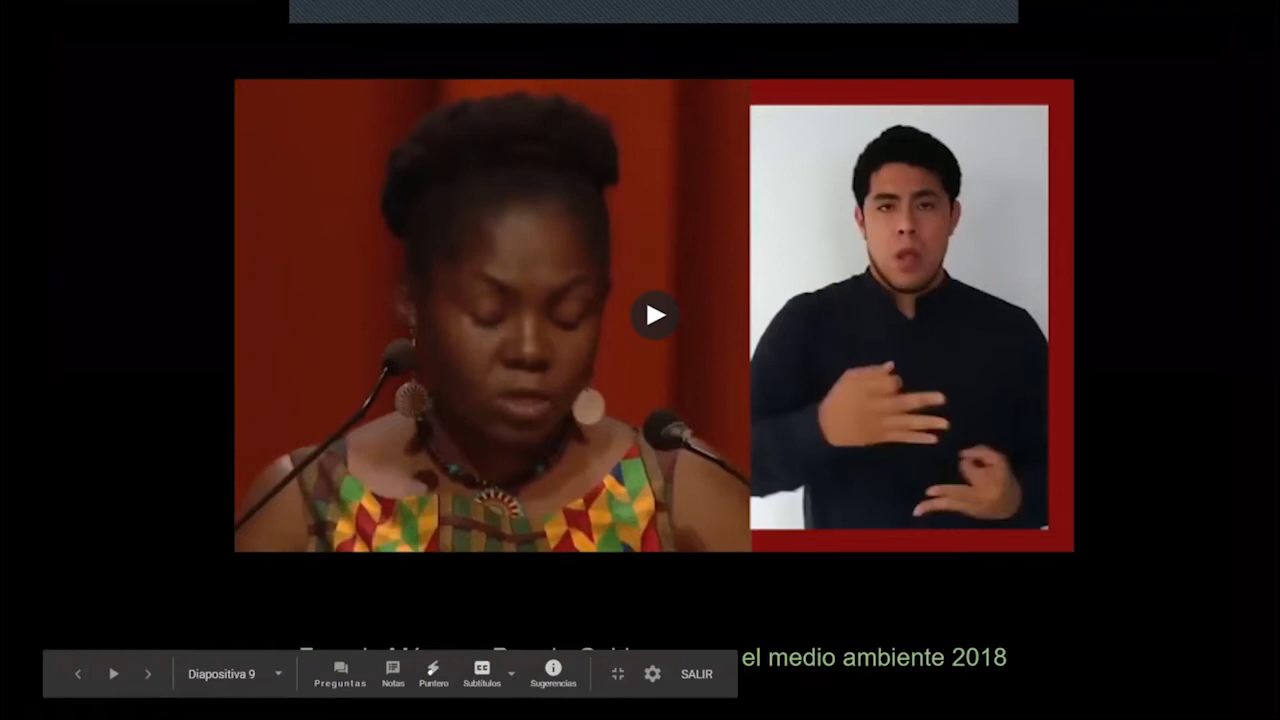 el medio ambiente 2018
Diapositiva 9
Preguntas
Notas
Puntero
Subtítulos
Sugerencias
SALIR